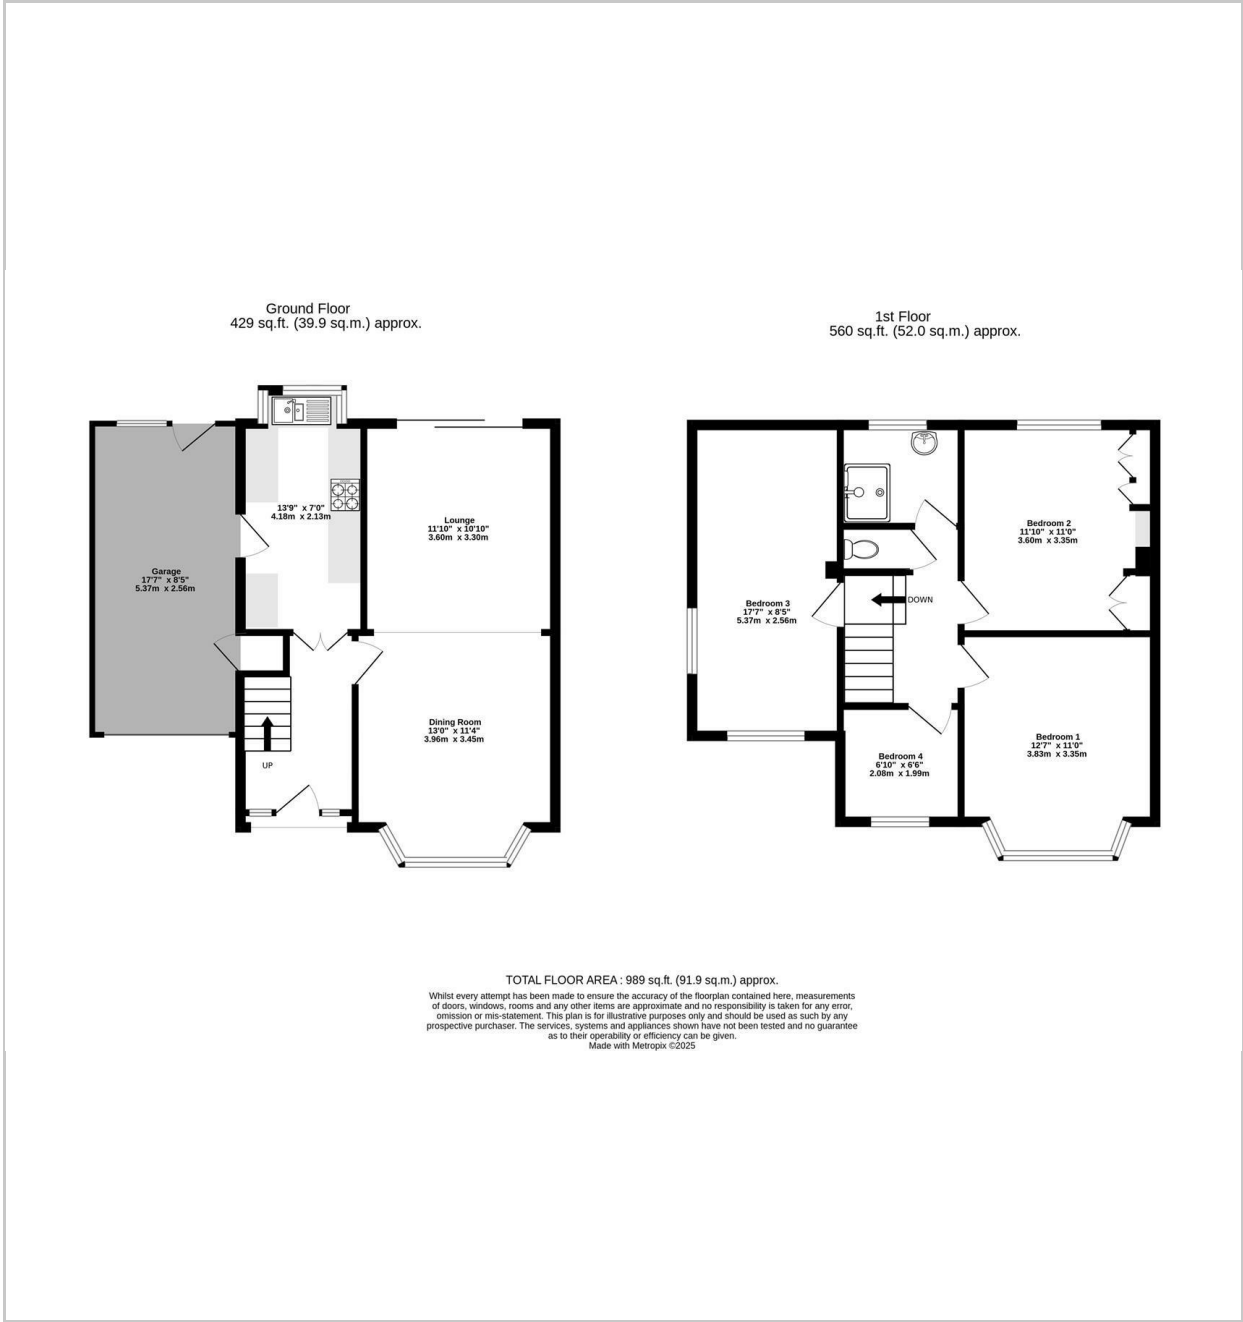 Ground Floor
429 sq.ft. (39.9 sq.m.) approx.
1st Floor
560 sq.ft. (52.0 sq.m.) approx.
13'9" x 7'0"
4.18m x 2.13m
Lounge
11'10" x 10'10"
3.60m x 3.30m
Garage
17'7" x 8'5"
5.37m x 2.56m
Dining Room
13'0" x 11'4"
3.96m x 3.45m
UP
Bedroom 2
11'10" x 11'0"
3.60m x 3.35m
DOWN
Bedroom 3
17'7" x 8'5"
5.37m x 2.56m
Bedroom 1
12'7" x 11'0"
3.83m x 3.35m
Bedroom 4
6'10" x 6'6"
2.08m x 1.99m
TOTAL FLOOR AREA : 989 sq.ft. (91.9 sq.m.) approx.
Whilst every attempt has been made to ensure the accuracy of the floorplan contained here, measurements
of doors, windows, rooms and any other items are approximate and no responsibility is taken for any error,
omission or mis-statement. This plan is for illustrative purposes only and should be used as such by any
prospective purchaser. The services, systems and appliances shown have not been tested and no guarantee
as to their operability or efficiency can be given.
Made with Metropix ©2025